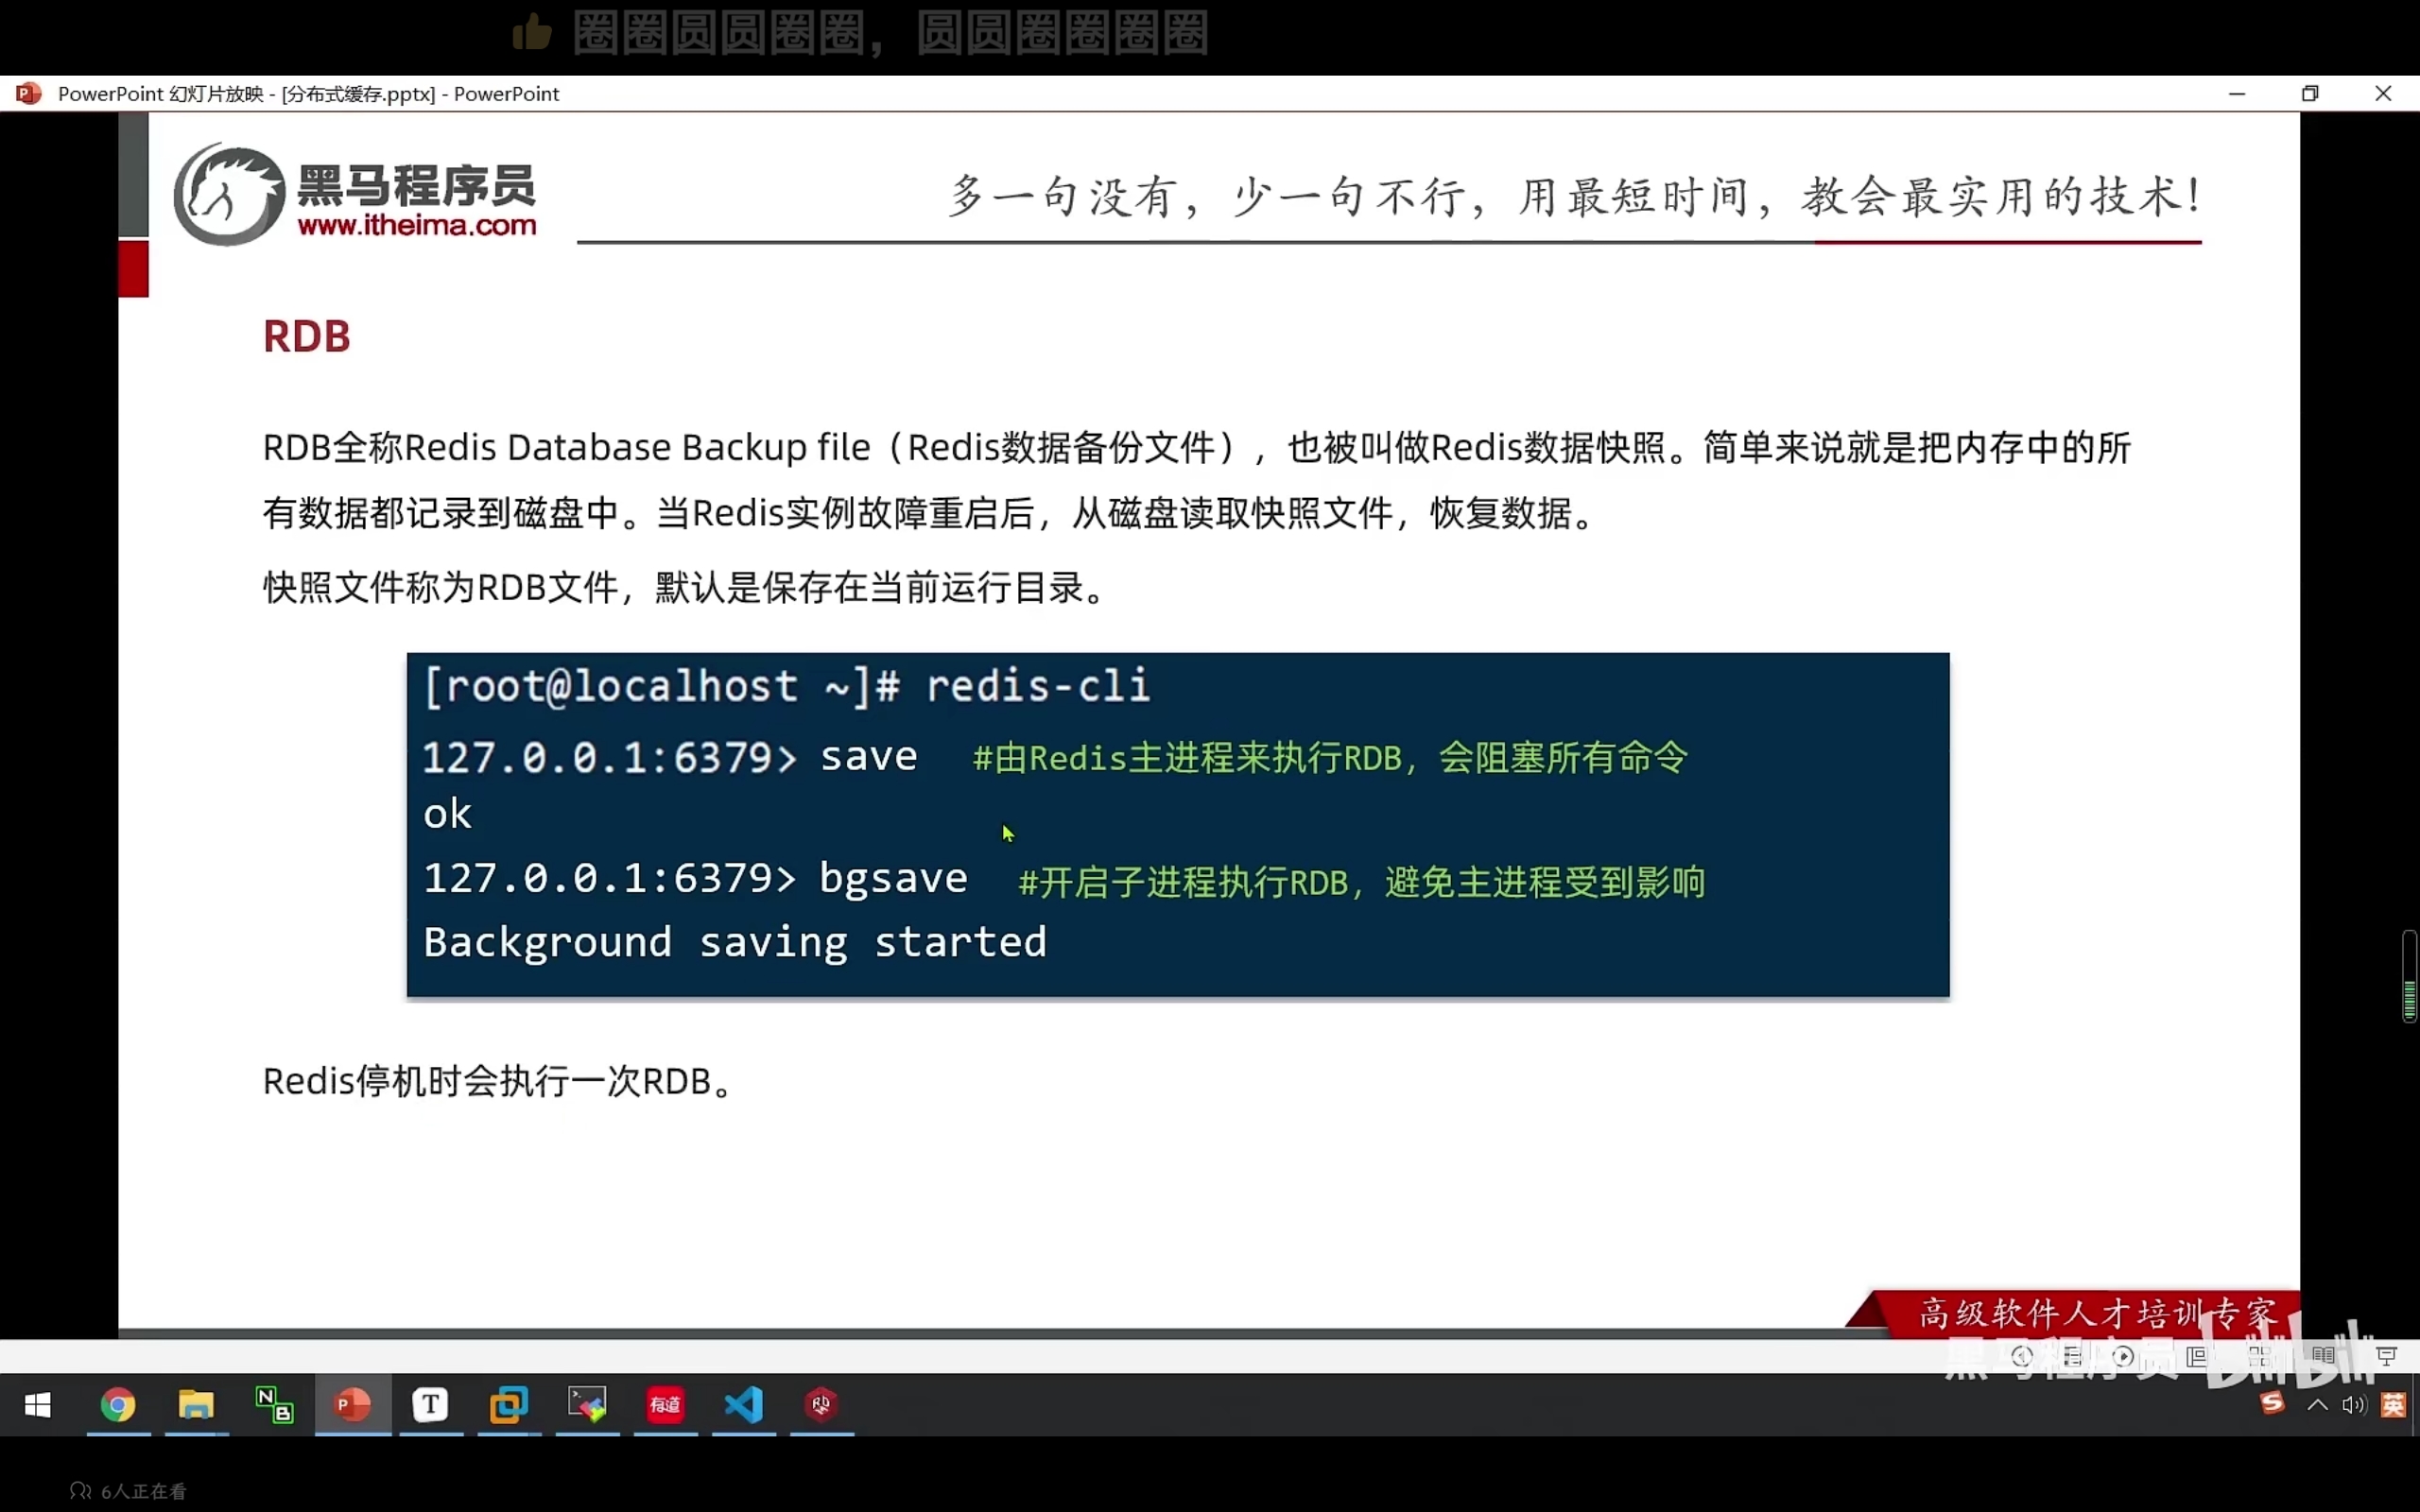 圈圈圆圆圈圈，圆圆圈圈圈圈
PowerPoint 幻灯片放映 - [分布式缓存.pptx] - PowerPoint
黑马程序员
www.itheima.com
多一句没有，少一句不行，用最短时间，教会最实用的技术！
RDB
RDB全称Redis Database Backup file（Redis数据备份文件），也被叫做Redis数据快照。简单来说就是把内存中的所
有数据都记录到磁盘中。当Redis实例故障重启后，从磁盘读取快照文件，恢复数据。
快照文件称为RDB文件，默认是保存在当前运行目录。
[root@localhost ~]# redis-cli
127.0.0.1:6379> save #由Redis主进程来执行RDB，会阻塞所有命令
ok
127.0.0.1:6379> bgsave #开启子进程执行RDB，避免主进程受到影响
Background saving started
Redis停机时会执行一次RDB。
高级软件人才培训专家
黑马程序员 bilibili
有道
英
6人正在看